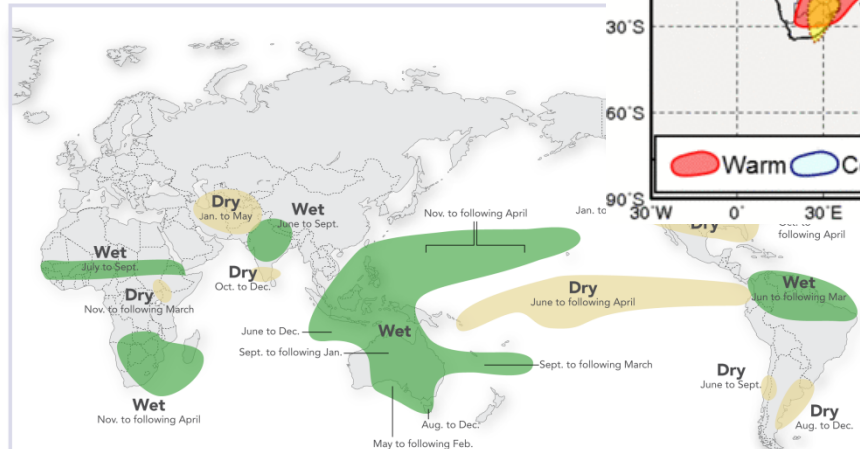 30°S
60°S
90°S
30°W 0° 30°E
Warm
Dry
Jan. to May
Wet
June to Sept.
Nov. to following April
Jan. to
Dry
following April
Wet
July to Sept.
Dry
Oct. to Dec.
Dry
Nov. to following March
Dry
June to following April
Wet
Jun to following Mar
June to Dec.
Wet
Sept. to following Jan.
Sept. to following March
Dry
June to Sept.
Wet
Nov. to following April
Dry
Aug. to Dec.
Aug. to Dec.
May to following Feb.